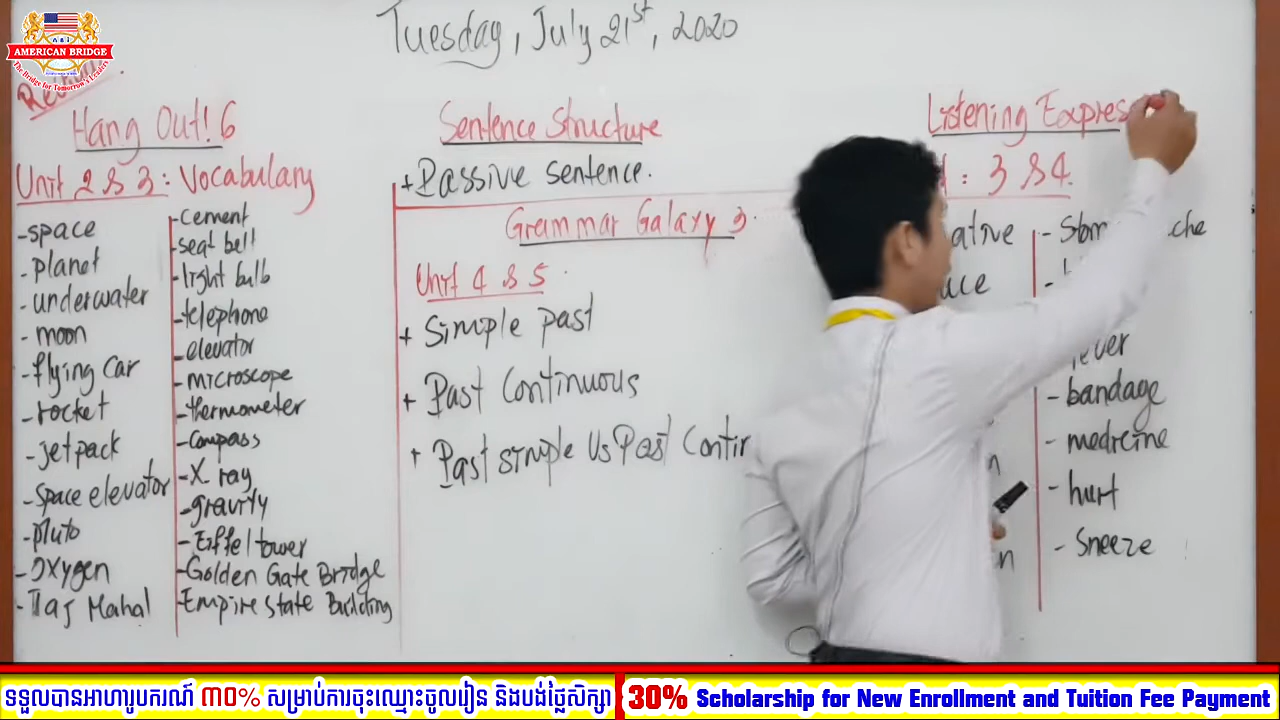 AMERICAN BRIDGE
The Bridge for Tomorrow's Leaders
Tuesday, July 21st, 2020
Hang Out! 6
Unit 2 & 3 : Vocabulary
- space
- planet
- underwater
- moon
- flying car
- rocket
- jetpack
- space elevator
- pluto
- oxygen
- Taj Mahal
- cement
- seat belt
- light bulb
- telephone
- elevator
- microscope
- thermometer
- compass
- X. ray
- gravity
- Eiffel tower
- Golden Gate Bridge
- Empire State Building
Sentence Structure
+ Passive sentence.
Grammar Galaxy 3.
Unit 4 & 5.
+ Simple past
+ Past Continuous
+ Past simple Vs Past Contin
Listening Express
: 3 & 4.
- fever
- bandage
- medicine
- hurt
- sneeze
ទទួលបានអាហារូបករណ៍ ៣០% សម្រាប់ការចុះឈ្មោះចូលរៀន និងបង់ថ្លៃសិក្សា
30% Scholarship for New Enrollment and Tuition Fee Payment